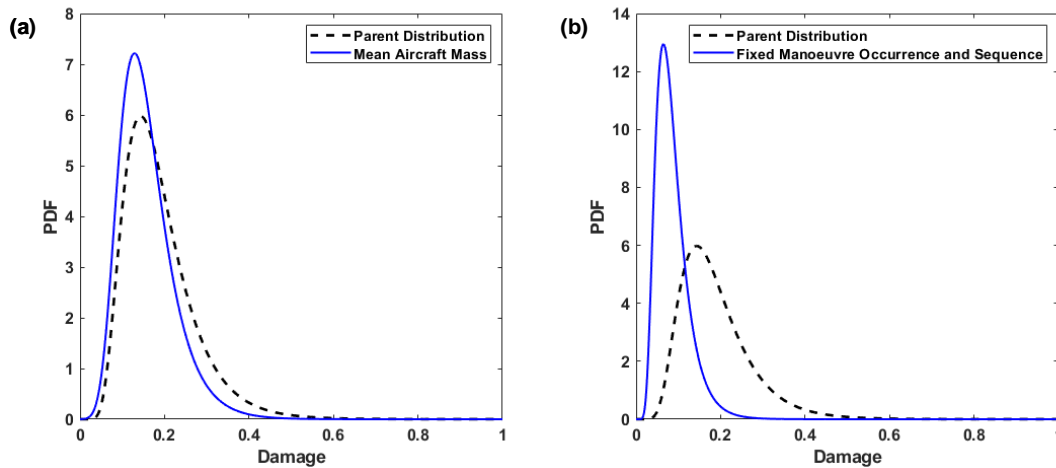 (a)
8
7
6
5
4
3
2
1
0
PDF
Parent Distribution
Mean Aircraft Mass
0 0.2 0.4 0.6 0.8 1
Damage
(b)
14
12
10
8
6
4
2
0
PDF
Parent Distribution
Fixed Manoeuvre Occurrence and Sequence
0 0.2 0.4 0.6 0.8 1
Damage